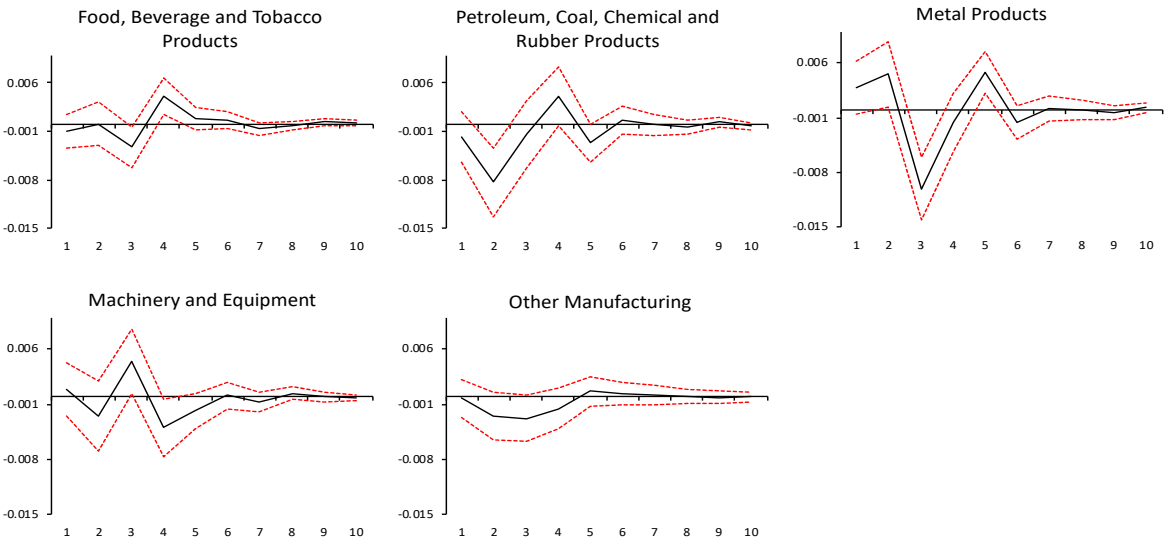 Food, Beverage and Tobacco
Products
0.006
-0.001
-0.008
-0.015
1 2 3 4 5 6 7 8 9 10
Petroleum, Coal, Chemical and
Rubber Products
0.006
-0.001
-0.008
-0.015
1 2 3 4 5 6 7 8 9 10
Metal Products
0.006
-0.001
-0.008
-0.015
1 2 3 4 5 6 7 8 9 10
Machinery and Equipment
0.006
-0.001
-0.008
-0.015
1 2 3 4 5 6 7 8 9 10
Other Manufacturing
0.006
-0.001
-0.008
-0.015
1 2 3 4 5 6 7 8 9 10